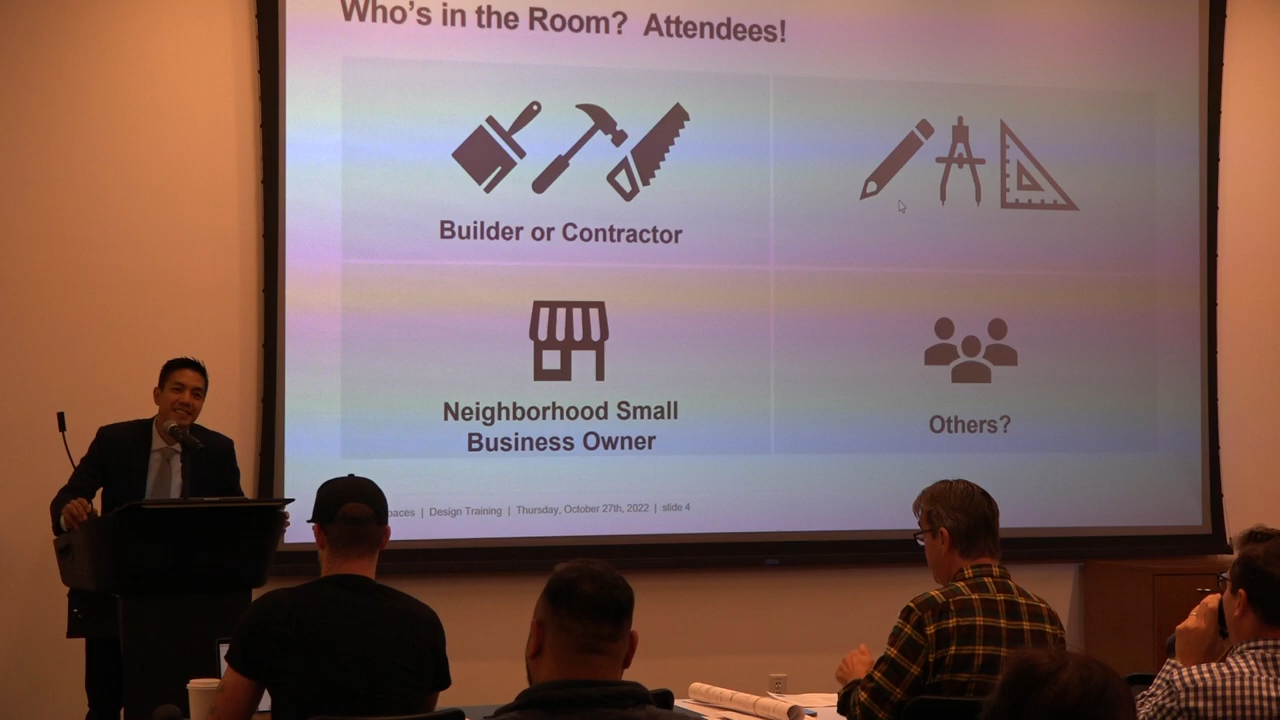 Who's in the Room? Attendees!
Builder or Contractor
Neighborhood Small
Business Owner
Others?
| Design Training | Thursday, October 27th, 2022 | slide 4